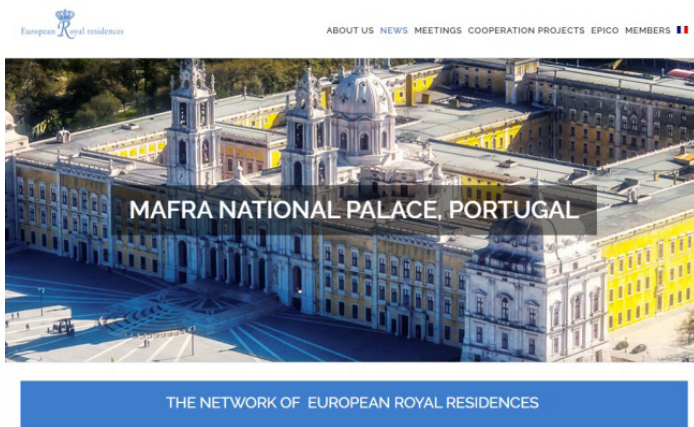 European Royal residences
ABOUT US NEWS MEETINGS COOPERATION PROJECTS EPICO MEMBERS
MAFRA NATIONAL PALACE, PORTUGAL
THE NETWORK OF EUROPEAN ROYAL RESIDENCES